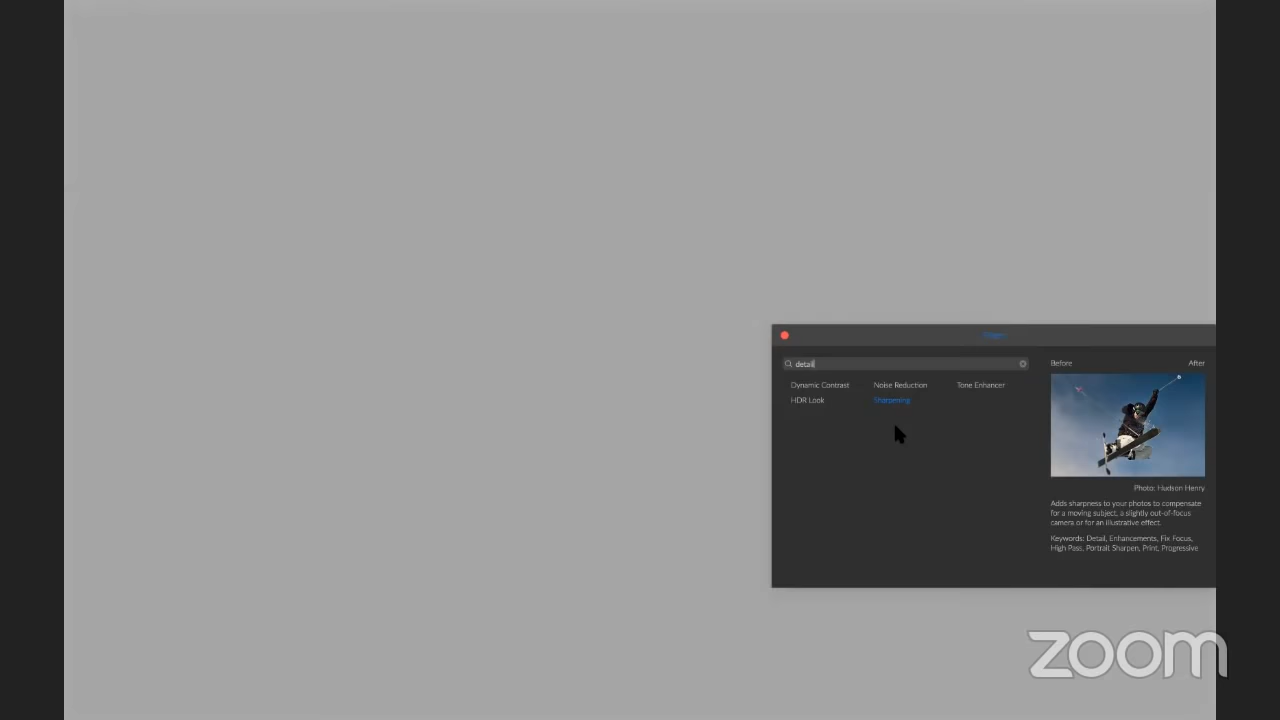 detail
Before
After
Dynamic Contrast
Noise Reduction
Tone Enhancer
HDR Look
Sharpening
Photo: Hudson Henry
Adds sharpness to your photos to compensate
for a moving subject, a slightly out-of-focus
camera or for an illustrative effect.
Keywords: Detail, Enhancements, Fix Focus,
High Pass, Portrait Sharpen, Print, Progressive
zoom